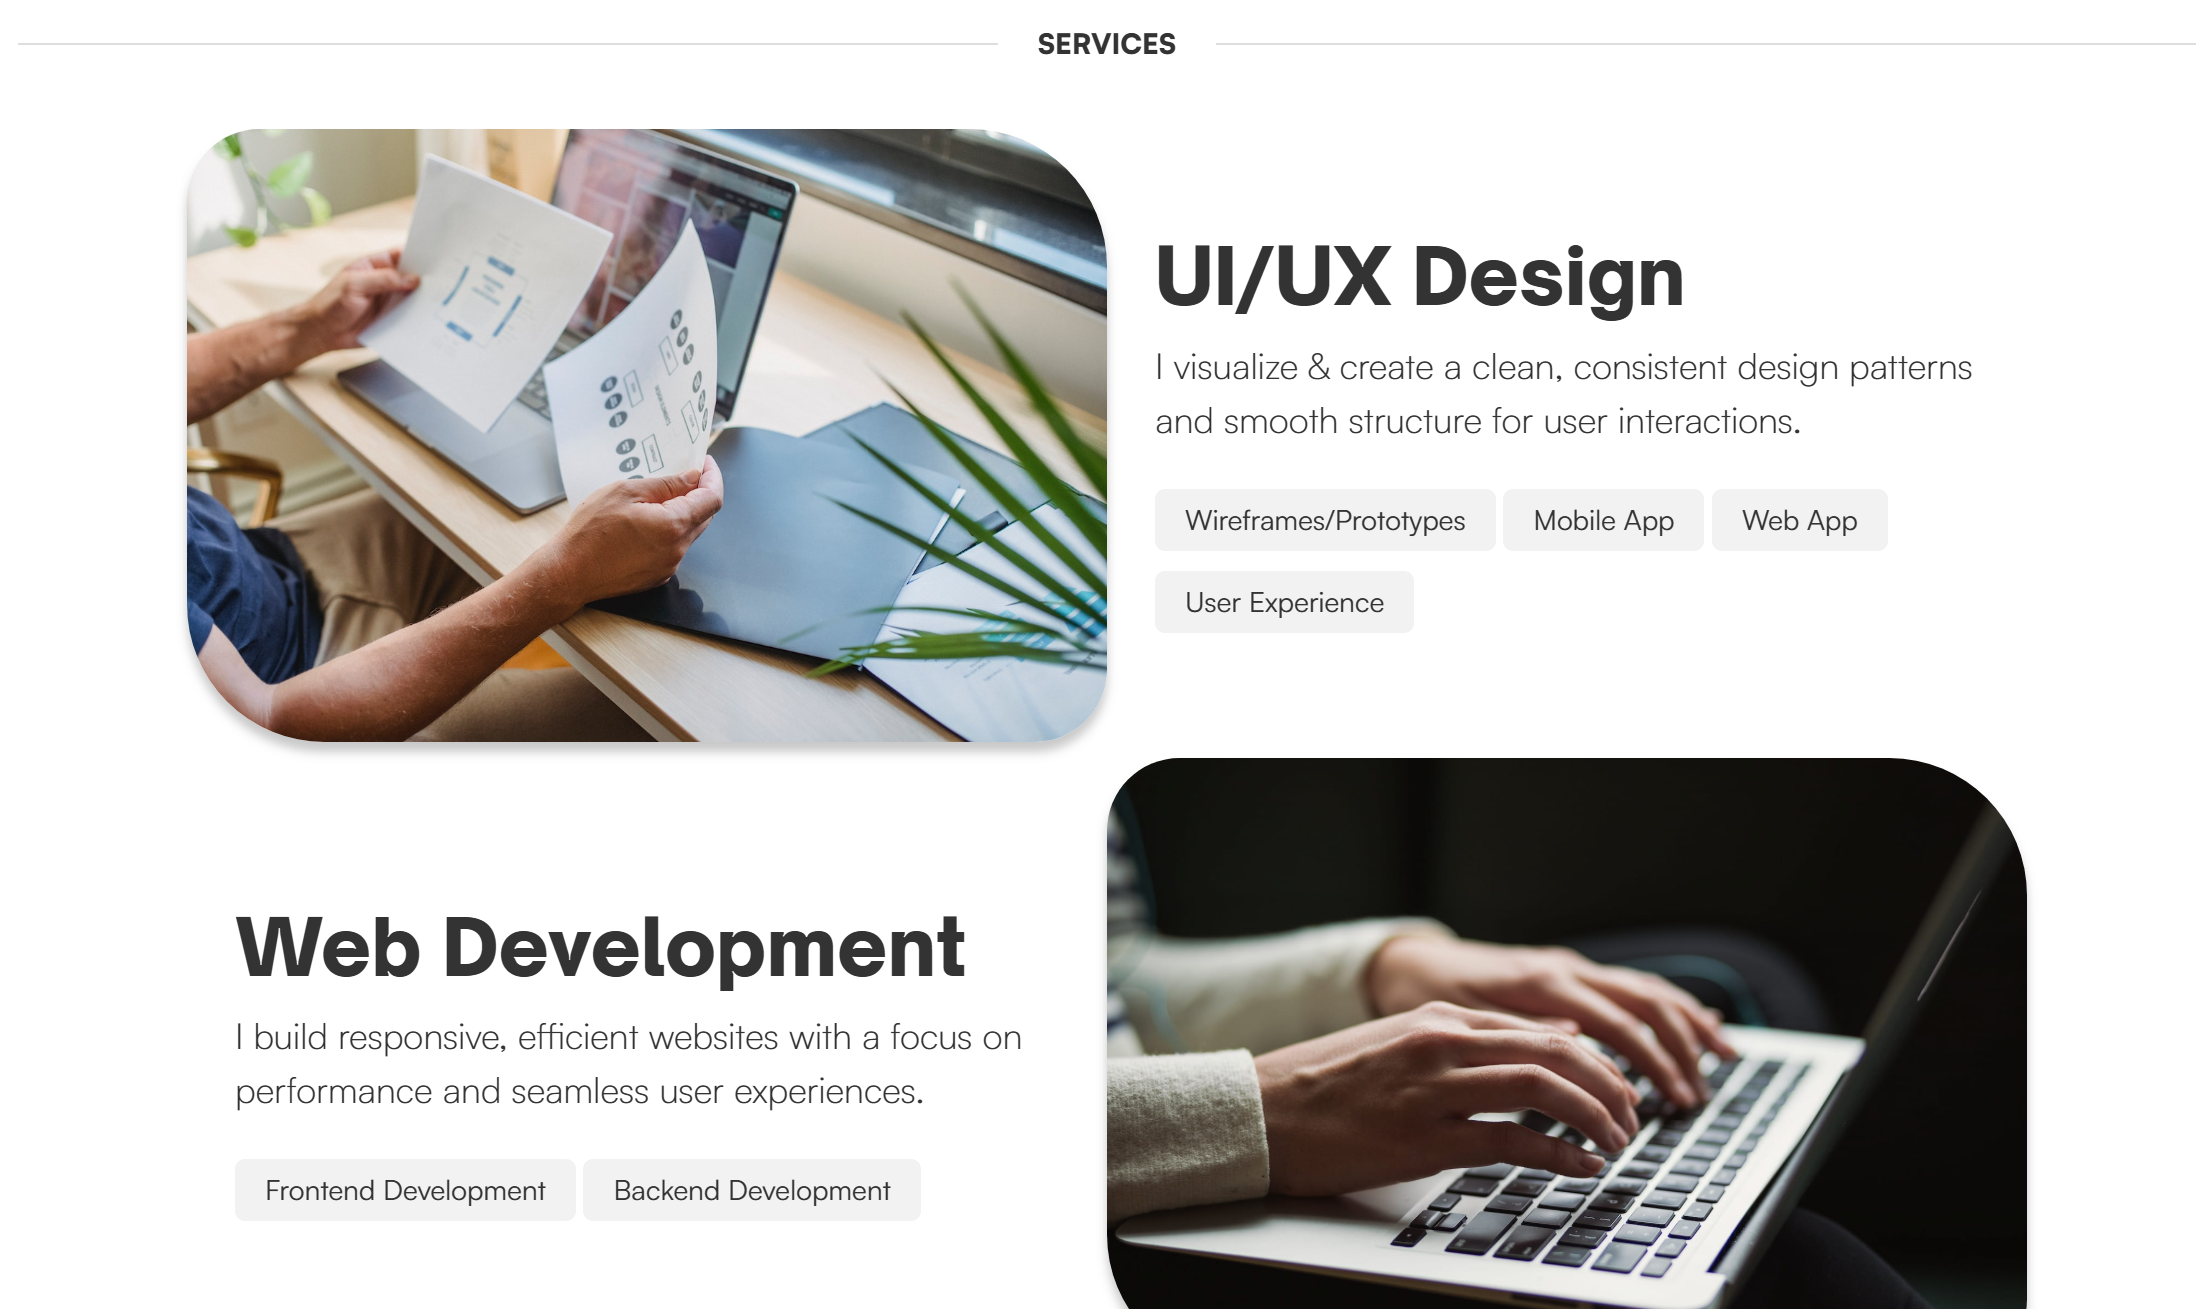 SERVICES
UI/UX Design
I visualize & create a clean, consistent design patterns
and smooth structure for user interactions.
Wireframes/Prototypes
Mobile App
Web App
User Experience
Web Development
I build responsive, efficient websites with a focus on
performance and seamless user experiences.
Frontend Development
Backend Development